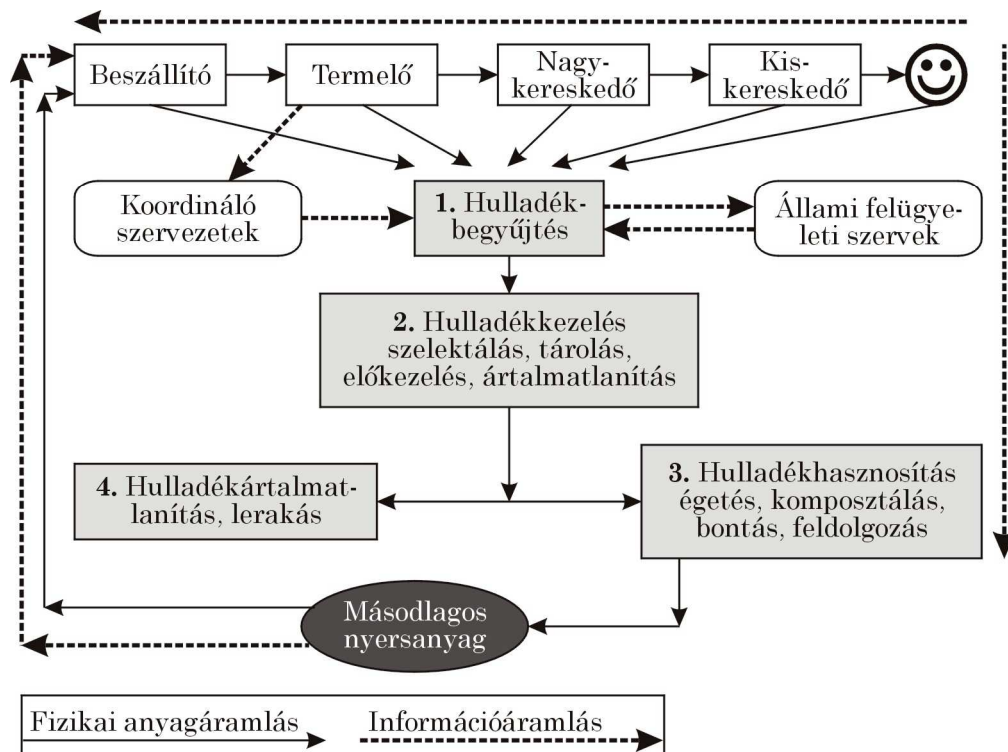 Beszállító
Termelő
Nagy-
kereskedő
Kis-
kereskedő
Koordináló
szervezetek
1. Hulladék-
begyűjtés
Állami felügye-
leti szervek
2. Hulladékkezelés
szelektálás, tárolás,
előkezelés, ártalmatlanítás
4. Hulladékártalmat-
lanítás, lerakás
3. Hulladékhasznosítás
égetés, komposztálás,
bontás, feldolgozás
Másodlagos
nyersanyag
Fizikai anyagáramlás
Információáramlás